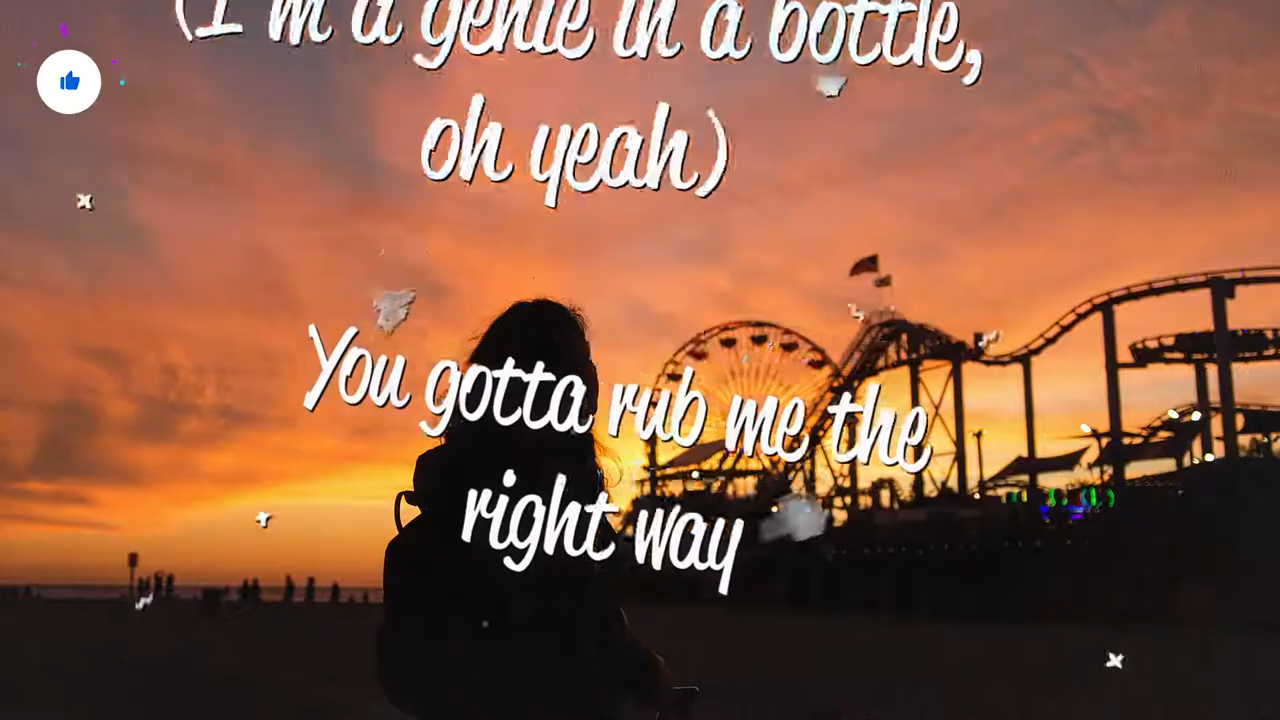 (I'm a genie in a bottle,
oh yeah)
You gotta rub me the
right way